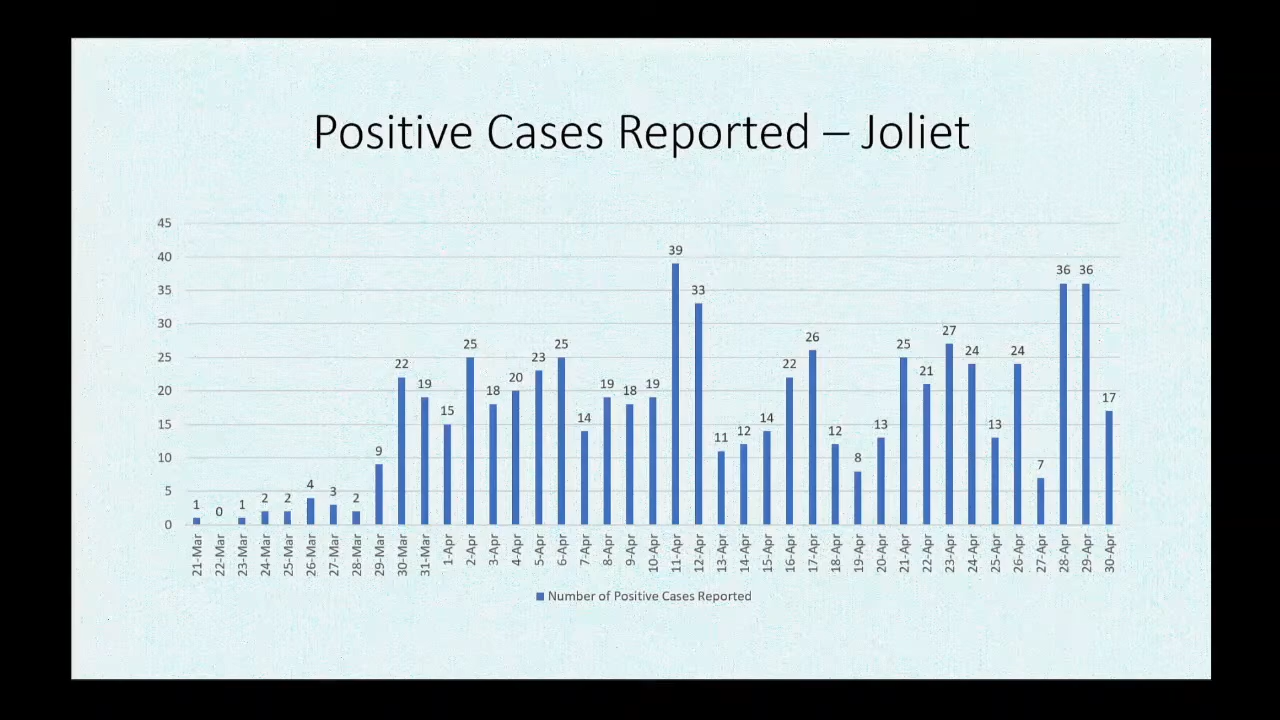 Positive Cases Reported – Joliet
45
40
35
30
25
20
15
10
5
0
1 0 1 2 2 4 3 2 9 22 19 15 25 18 20 23 25 14 19 18 19 39 33 11 12 14 22 26 12 8 13 25 21 27 24 13 24 7 36 36 17
21-Mar 22-Mar 23-Mar 24-Mar 25-Mar 26-Mar 27-Mar 28-Mar 29-Mar 30-Mar 31-Mar 1-Apr 2-Apr 3-Apr 4-Apr 5-Apr 6-Apr 7-Apr 8-Apr 9-Apr 10-Apr 11-Apr 12-Apr 13-Apr 14-Apr 15-Apr 16-Apr 17-Apr 18-Apr 19-Apr 20-Apr 21-Apr 22-Apr 23-Apr 24-Apr 25-Apr 26-Apr 27-Apr 28-Apr 29-Apr 30-Apr
Number of Positive Cases Reported